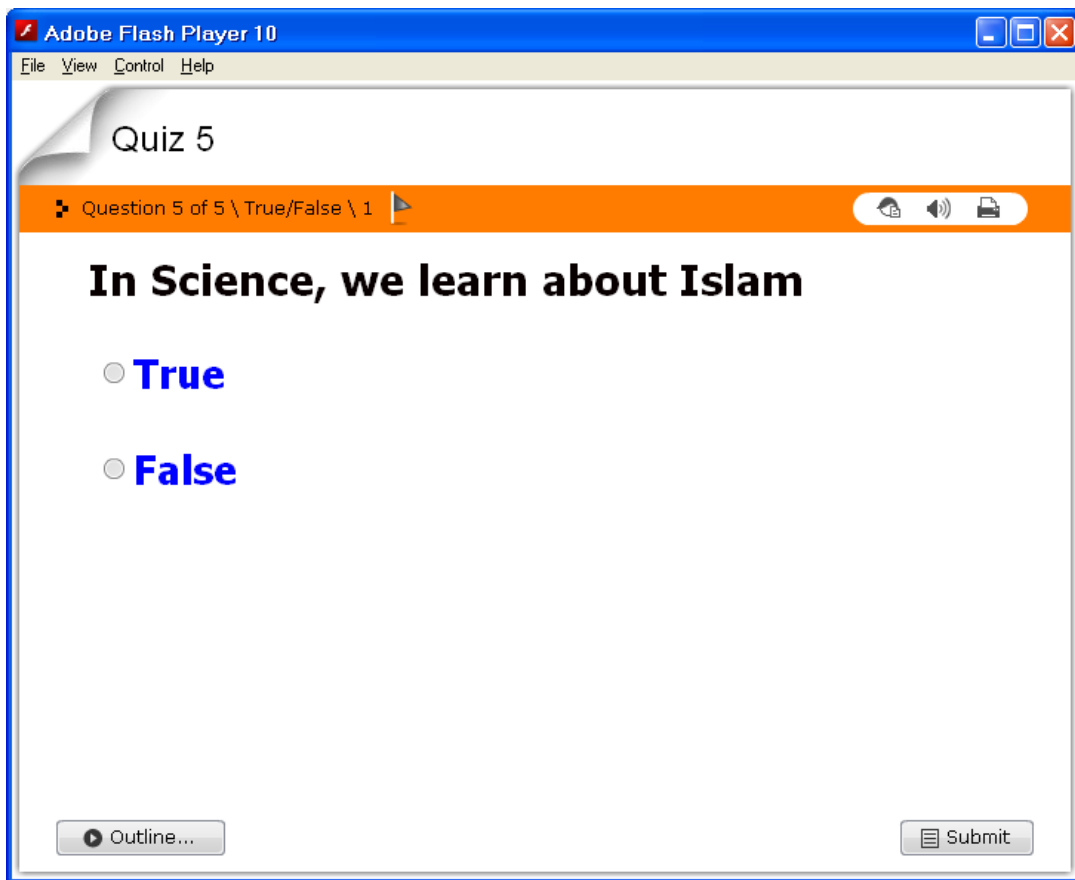 Adobe Flash Player 10
File View Control Help
Quiz 5
Question 5 of 5 \ True/False \ 1
In Science, we learn about Islam
True
False
Outline...
Submit